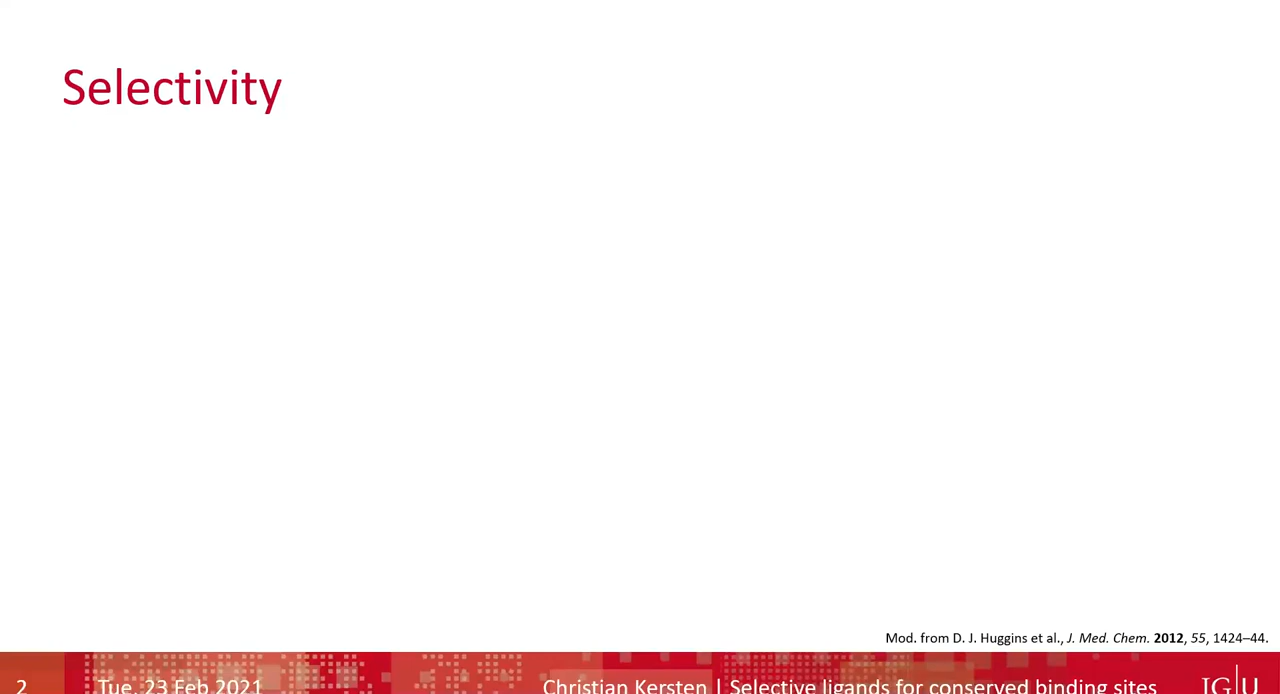 Selectivity
Mod. from D. J. Huggins et al., J. Med. Chem. 2012, 55, 1424–44.
2 Tue, 23 Feb 2021 Christian Kersten | Selective ligands for conserved binding sites JG|U